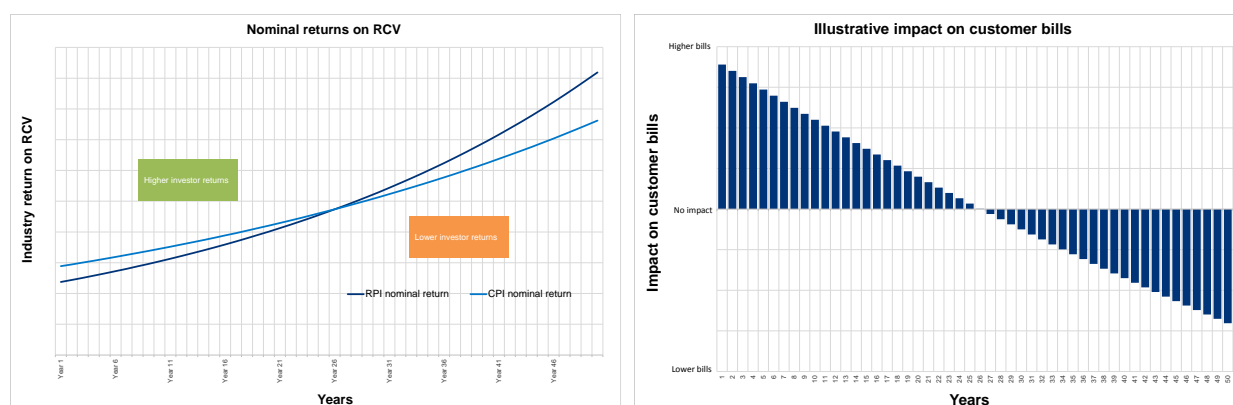 Nominal returns on RCV
Industry return on RCV
Higher investor returns
Lower investor returns
RPI nominal return
CPI nominal return
Year 1
Year 6
Year 11
Year 16
Year 21
Year 26
Year 31
Year 36
Year 41
Year 46
Years
Illustrative impact on customer bills
Higher bills
Impact on customer bills
No impact
Lower bills
1 2 3 4 5 6 7 8 9 10 11 12 13 14 15 16 17 18 19 20 21 22 23 24 25 26 27 28 29 30 31 32 33 34 35 36 37 38 39 40 41 42 43 44 45 46 47 48 49 50
Years